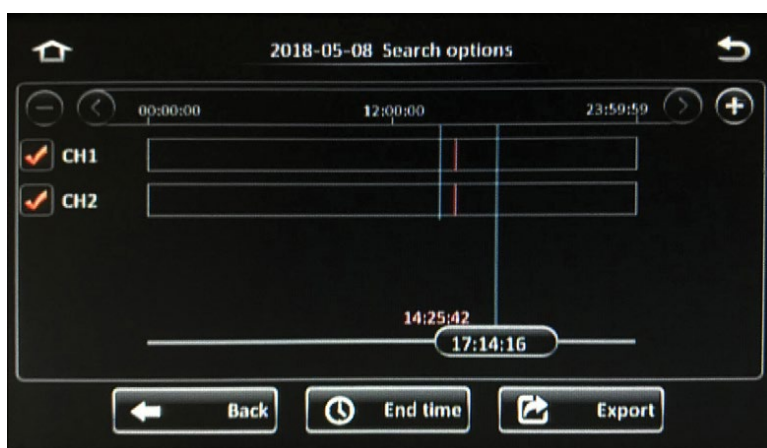 2018-05-08 Search options
00:00:00 12:00:00 23:59:59
CH1
CH2
14:25:42
17:14:16
Back End time Export